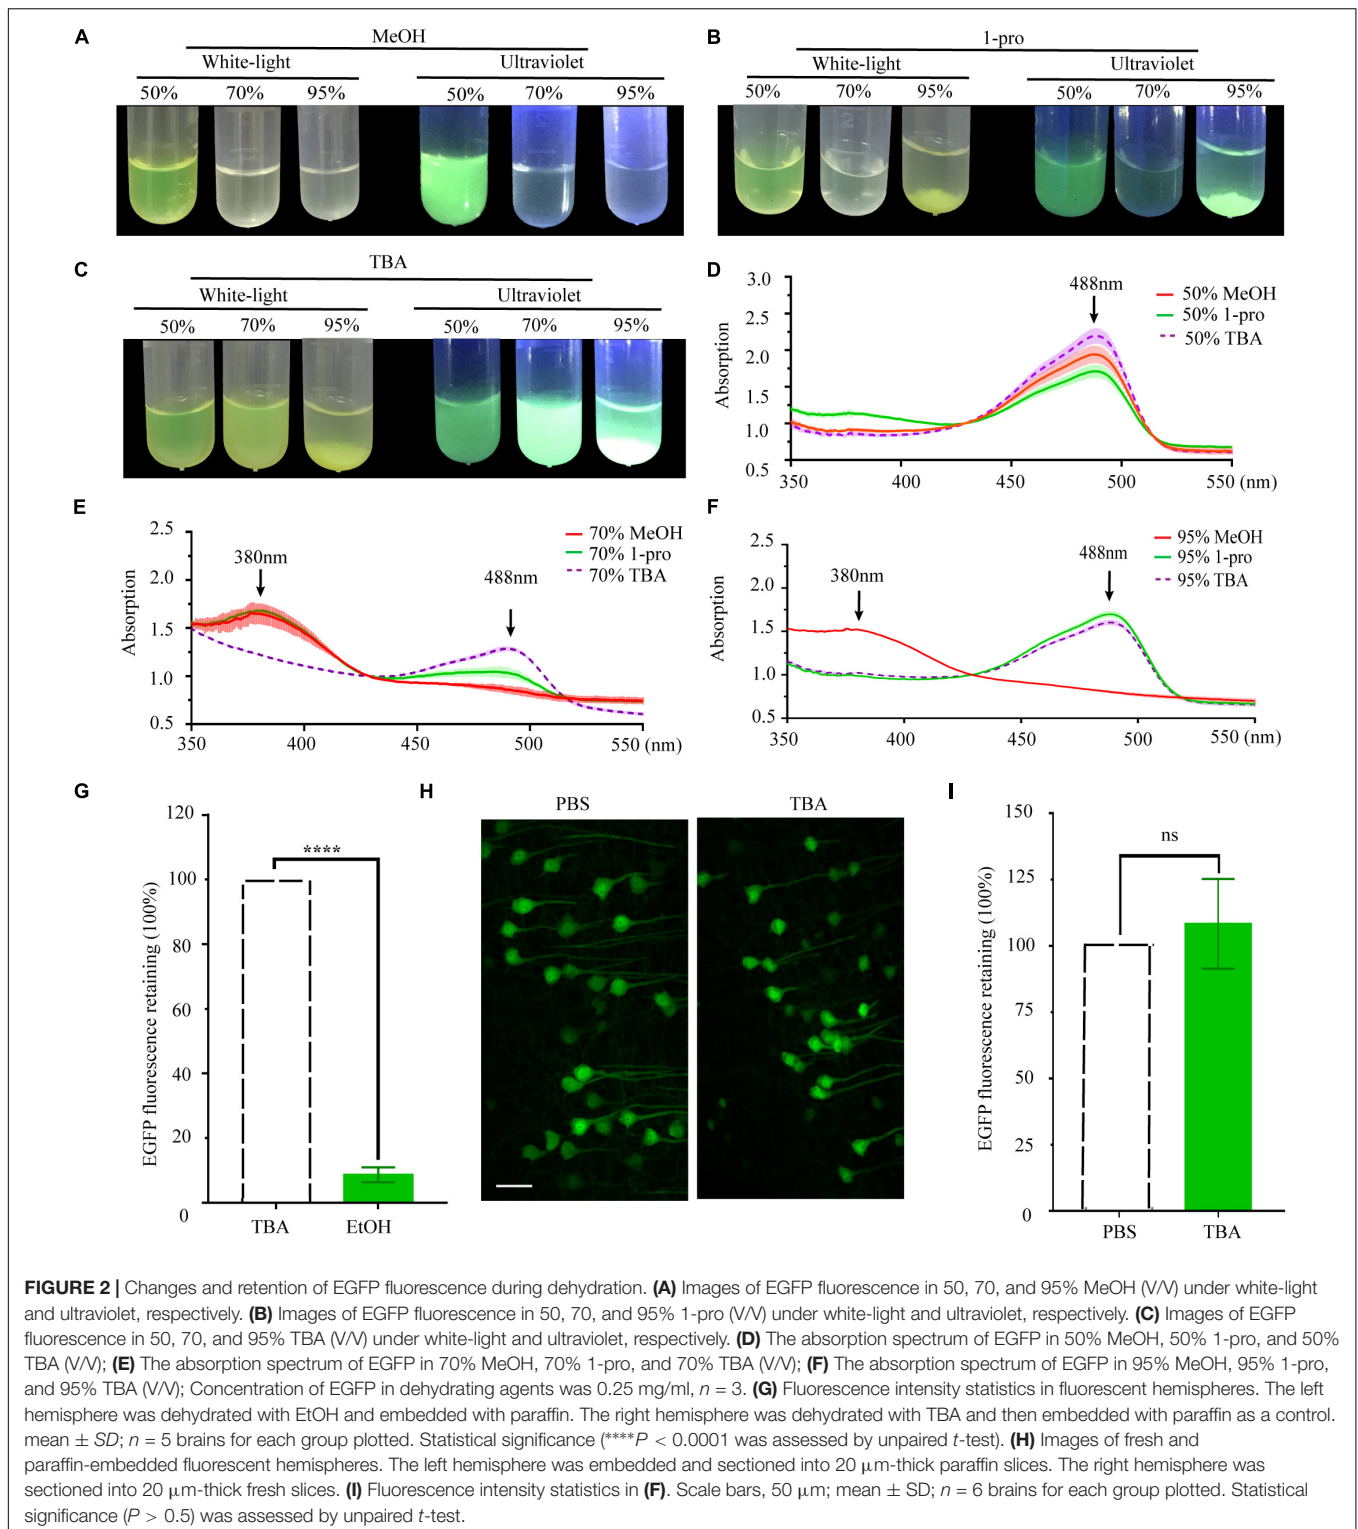 A
MeOH
White-light Ultraviolet
50% 70% 95% 50% 70% 95%
B
1-pro
White-light Ultraviolet
50% 70% 95% 50% 70% 95%
C
TBA
White-light Ultraviolet
50% 70% 95% 50% 70% 95%
D
Absorption
3.0
2.5
2.0
1.5
1.0
0.5
488nm
50% MeOH
50% 1-pro
50% TBA
350 400 450 500 550 (nm)
E
Absorption
2.5
2.0
1.5
1.0
0.5
380nm
488nm
70% MeOH
70% 1-pro
70% TBA
350 400 450 500 550 (nm)
F
Absorption
2.5
2.0
1.5
1.0
0.5
380nm
488nm
95% MeOH
95% 1-pro
95% TBA
350 400 450 500 550 (nm)
G
EGFP fluorescence retaining (100%)
120
100
80
60
40
20
0
****
TBA EtOH
H
PBS TBA
I
EGFP fluorescence retaining (100%)
150
125
100
75
50
25
0
ns
PBS TBA
FIGURE 2 | Changes and retention of EGFP fluorescence during dehydration. (A) Images of EGFP fluorescence in 50, 70, and 95% MeOH (V/V) under white-light
and ultraviolet, respectively. (B) Images of EGFP fluorescence in 50, 70, and 95% 1-pro (V/V) under white-light and ultraviolet, respectively. (C) Images of EGFP
fluorescence in 50, 70, and 95% TBA (V/V) under white-light and ultraviolet, respectively. (D) The absorption spectrum of EGFP in 50% MeOH, 50% 1-pro, and 50%
TBA (V/V); (E) The absorption spectrum of EGFP in 70% MeOH, 70% 1-pro, and 70% TBA (V/V); (F) The absorption spectrum of EGFP in 95% MeOH, 95% 1-pro,
and 95% TBA (V/V); Concentration of EGFP in dehydrating agents was 0.25 mg/ml, n = 3. (G) Fluorescence intensity statistics in fluorescent hemispheres. The left
hemisphere was dehydrated with EtOH and embedded with paraffin. The right hemisphere was dehydrated with TBA and then embedded with paraffin as a control.
mean ± SD; n = 5 brains for each group plotted. Statistical significance (****P < 0.0001 was assessed by unpaired t-test). (H) Images of fresh and
paraffin-embedded fluorescent hemispheres. The left hemisphere was embedded and sectioned into 20 μm-thick paraffin slices. The right hemisphere was
sectioned into 20 μm-thick fresh slices. (I) Fluorescence intensity statistics in (F). Scale bars, 50 μm; mean ± SD; n = 6 brains for each group plotted. Statistical
significance (P > 0.5) was assessed by unpaired t-test.